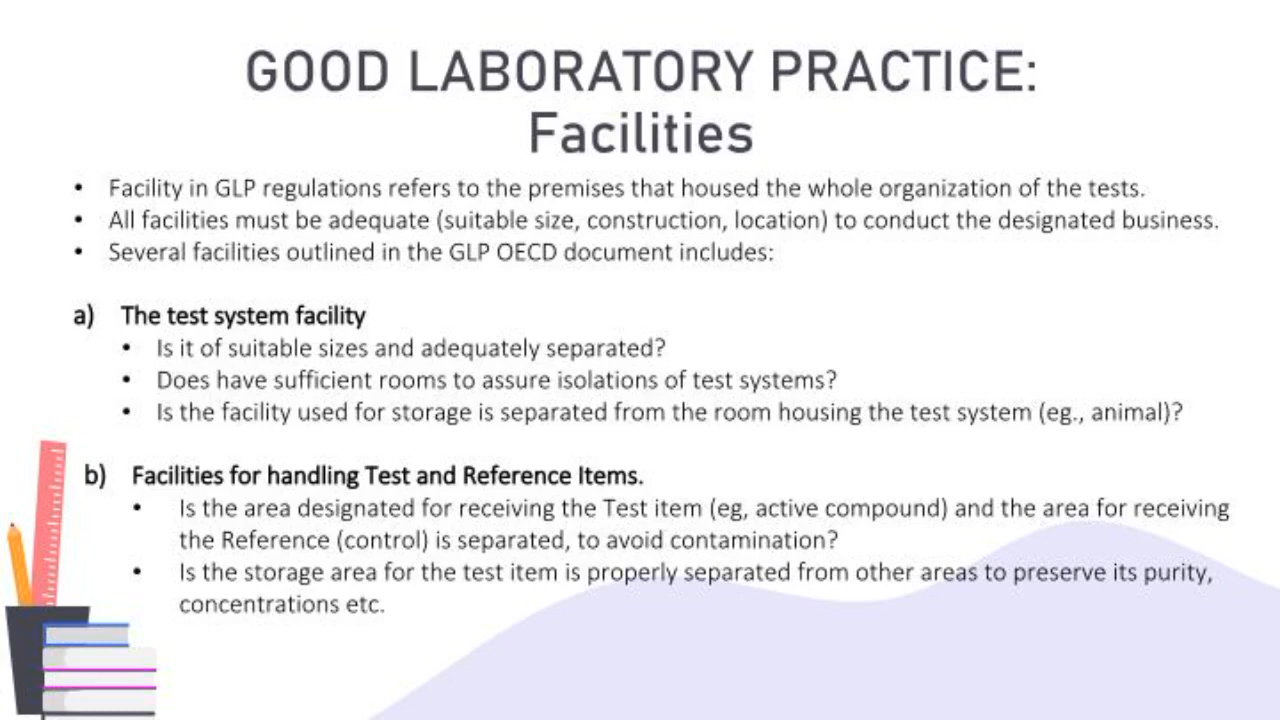 GOOD LABORATORY PRACTICE:
Facilities
• Facility in GLP regulations refers to the premises that housed the whole organization of the tests.
• All facilities must be adequate (suitable size, construction, location) to conduct the designated business.
• Several facilities outlined in the GLP OECD document includes:
a) The test system facility
• Is it of suitable sizes and adequately separated?
• Does have sufficient rooms to assure isolations of test systems?
• Is the facility used for storage is separated from the room housing the test system (eg., animal)?
b) Facilities for handling Test and Reference Items.
• Is the area designated for receiving the Test item (eg, active compound) and the area for receiving
the Reference (control) is separated, to avoid contamination?
• Is the storage area for the test item is properly separated from other areas to preserve its purity,
concentrations etc.